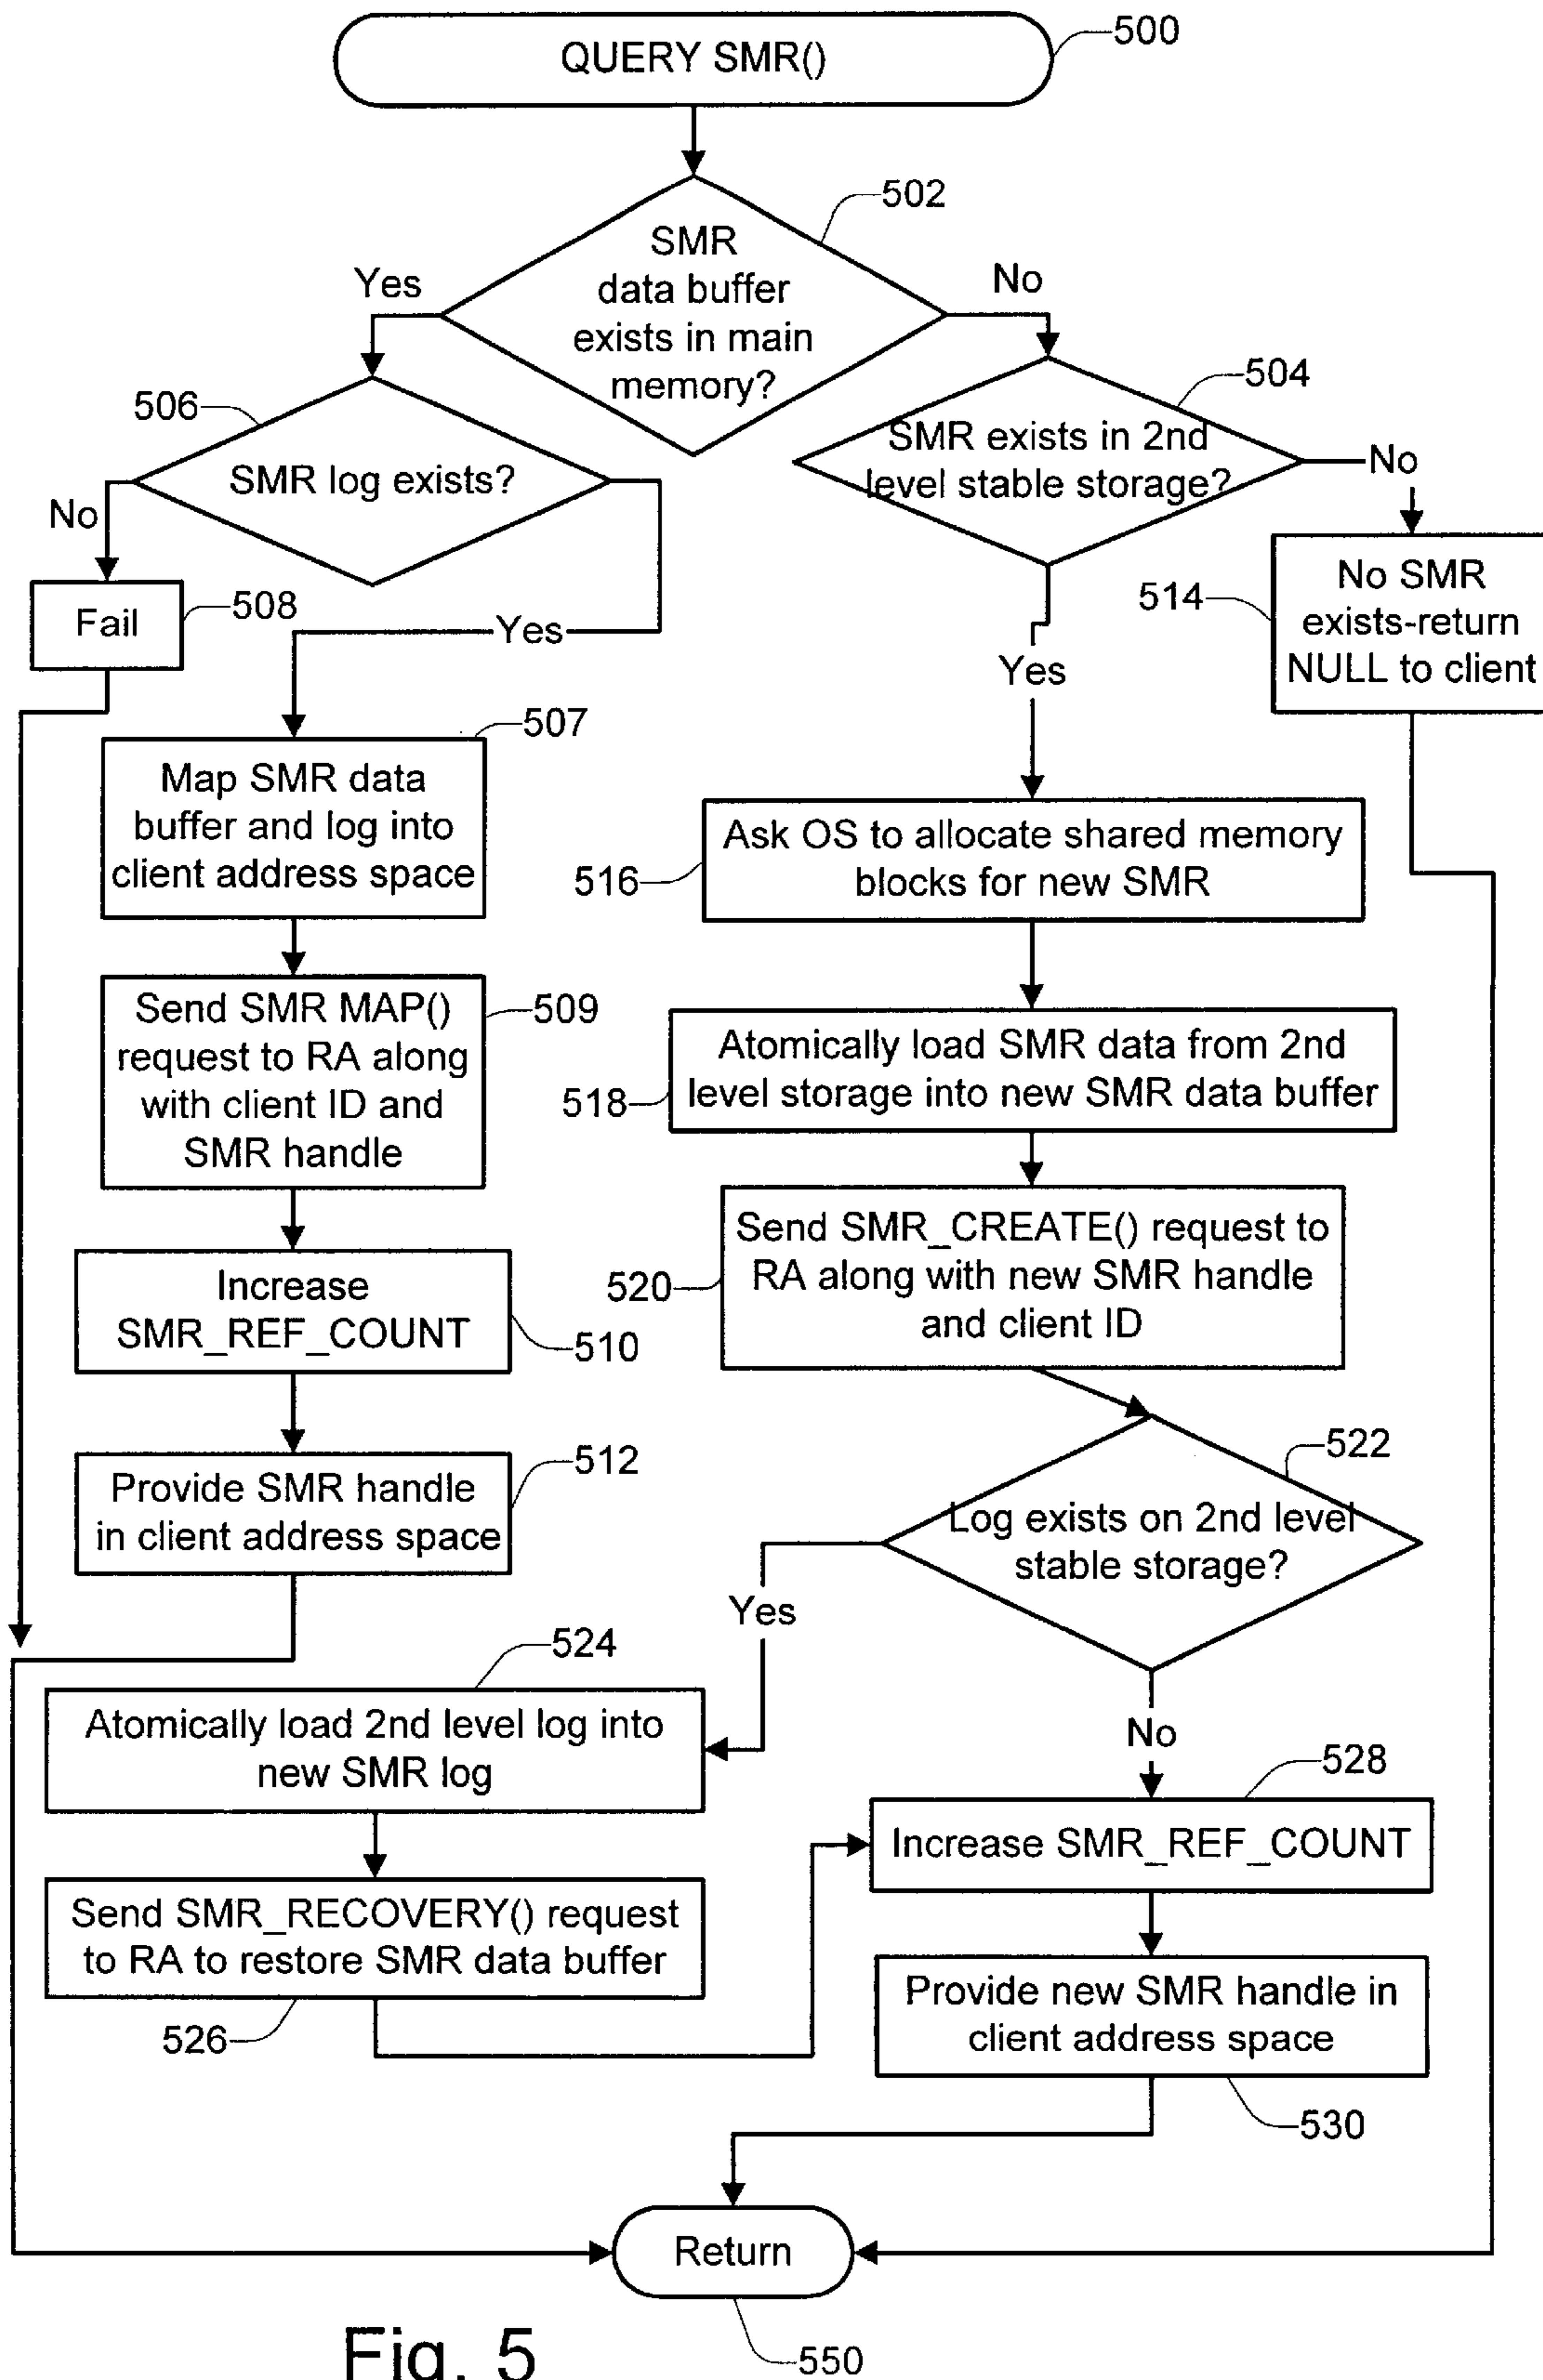 QUERY SMR()
500
502
SMR
data buffer
exists in main
memory?
Yes
No
504
SMR exists in 2nd
level stable storage?
No
506
SMR log exists?
No
Yes
508
Fail
514
No SMR
exists-return
NULL to client
Yes
507
Map SMR data
buffer and log into
client address space
516
Ask OS to allocate shared memory
blocks for new SMR
509
Send SMR MAP()
request to RA along
with client ID and
SMR handle
518
Atomically load SMR data from 2nd
level storage into new SMR data buffer
520
Send SMR_CREATE() request to
RA along with new SMR handle
and client ID
Increase
SMR_REF_COUNT
510
512
Provide SMR handle
in client address space
522
Log exists on 2nd level
stable storage?
Yes
No
524
Atomically load 2nd level log into
new SMR log
528
Increase SMR_REF_COUNT
Send SMR_RECOVERY() request
to RA to restore SMR data buffer
526
Provide new SMR handle in
client address space
530
Return
550
Fig. 5